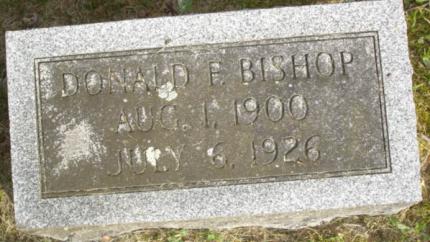 DONALD F. BISHOP
AUG. 1, 1900
JULY 6, 1926